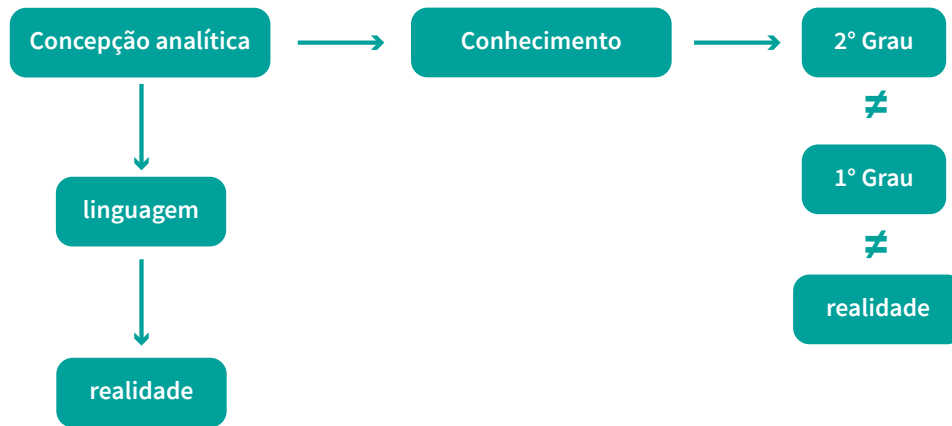 Concepção analítica
Conhecimento
2° Grau
≠
linguagem
1° Grau
≠
realidade
realidade